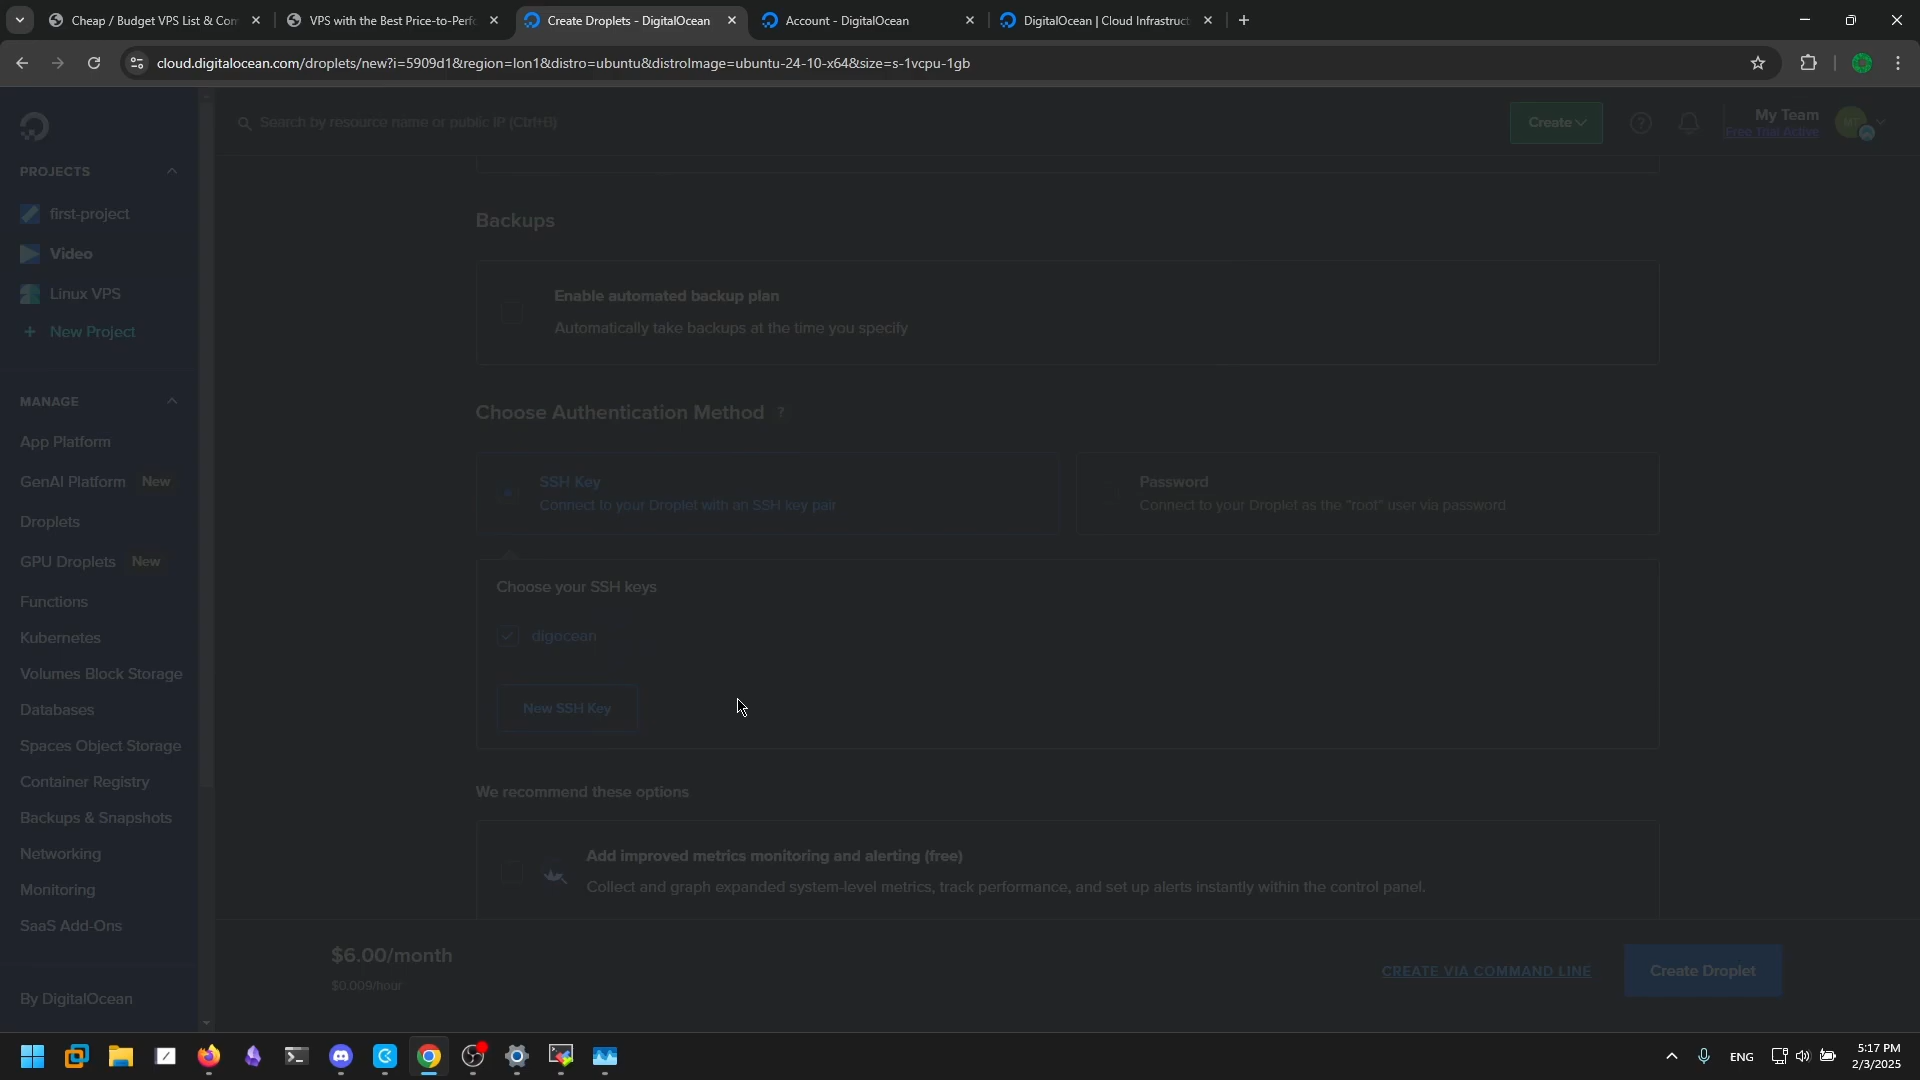 Cheap / Budget VPS List & Com
VPS with the Best Price-to-Perfo
Create Droplets - DigitalOcean
Account - DigitalOcean
DigitalOcean | Cloud Infrastruct
cloud.digitalocean.com/droplets/new?i=5909d1&region=lon1&distro=ubuntu&distroImage=ubuntu-24-10-x64&size=s-1vcpu-1gb
Search by resource name or public IP (Ctrl+B)
Create
My Team
Free Trial Active
MT
PROJECTS
first-project
Video
Linux VPS
+ New Project
MANAGE
App Platform
GenAI Platform New
Droplets
GPU Droplets New
Functions
Kubernetes
Volumes Block Storage
Databases
Spaces Object Storage
Container Registry
Backups & Snapshots
Networking
Monitoring
SaaS Add-Ons
By DigitalOcean
Backups
Enable automated backup plan
Automatically take backups at the time you specify
Choose Authentication Method ?
SSH Key
Connect to your Droplet with an SSH key pair
Password
Connect to your Droplet as the "root" user via password
Choose your SSH keys
digocean
New SSH Key
We recommend these options
Add improved metrics monitoring and alerting (free)
Collect and graph expanded system-level metrics, track performance, and set up alerts instantly within the control panel.
$6.00/month
$0.009/hour
CREATE VIA COMMAND LINE
Create Droplet
ENG
5:17 PM
2/3/2025